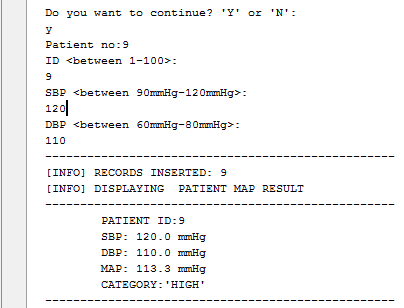 Do you want to continue? 'Y' or 'N':
y
Patient no:9
ID <between 1-100>:
9
SBP <between 90mmHg-120mmHg>:
120
DBP <between 60mmHg-80mmHg>:
110
--------------------------------------------------
[INFO] RECORDS INSERTED: 9
[INFO] DISPLAYING  PATIENT MAP RESULT
--------------------------------------------------
PATIENT ID:9
SBP: 120.0 mmHg
DBP: 110.0 mmHg
MAP: 113.3 mmHg
CATEGORY:'HIGH'
--------------------------------------------------